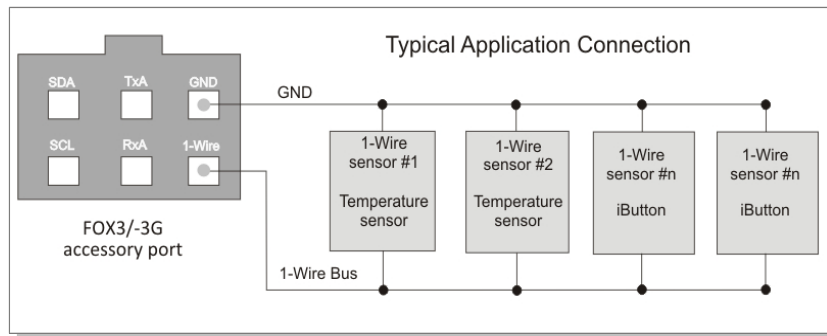 Typical Application Connection
SDA TxA GND
SCL RxA 1-Wire
FOX3/-3G
accessory port
GND
1-Wire
sensor #1
Temperature
sensor
1-Wire
sensor #2
Temperature
sensor
1-Wire
sensor #n
iButton
1-Wire
sensor #n
iButton
1-Wire Bus